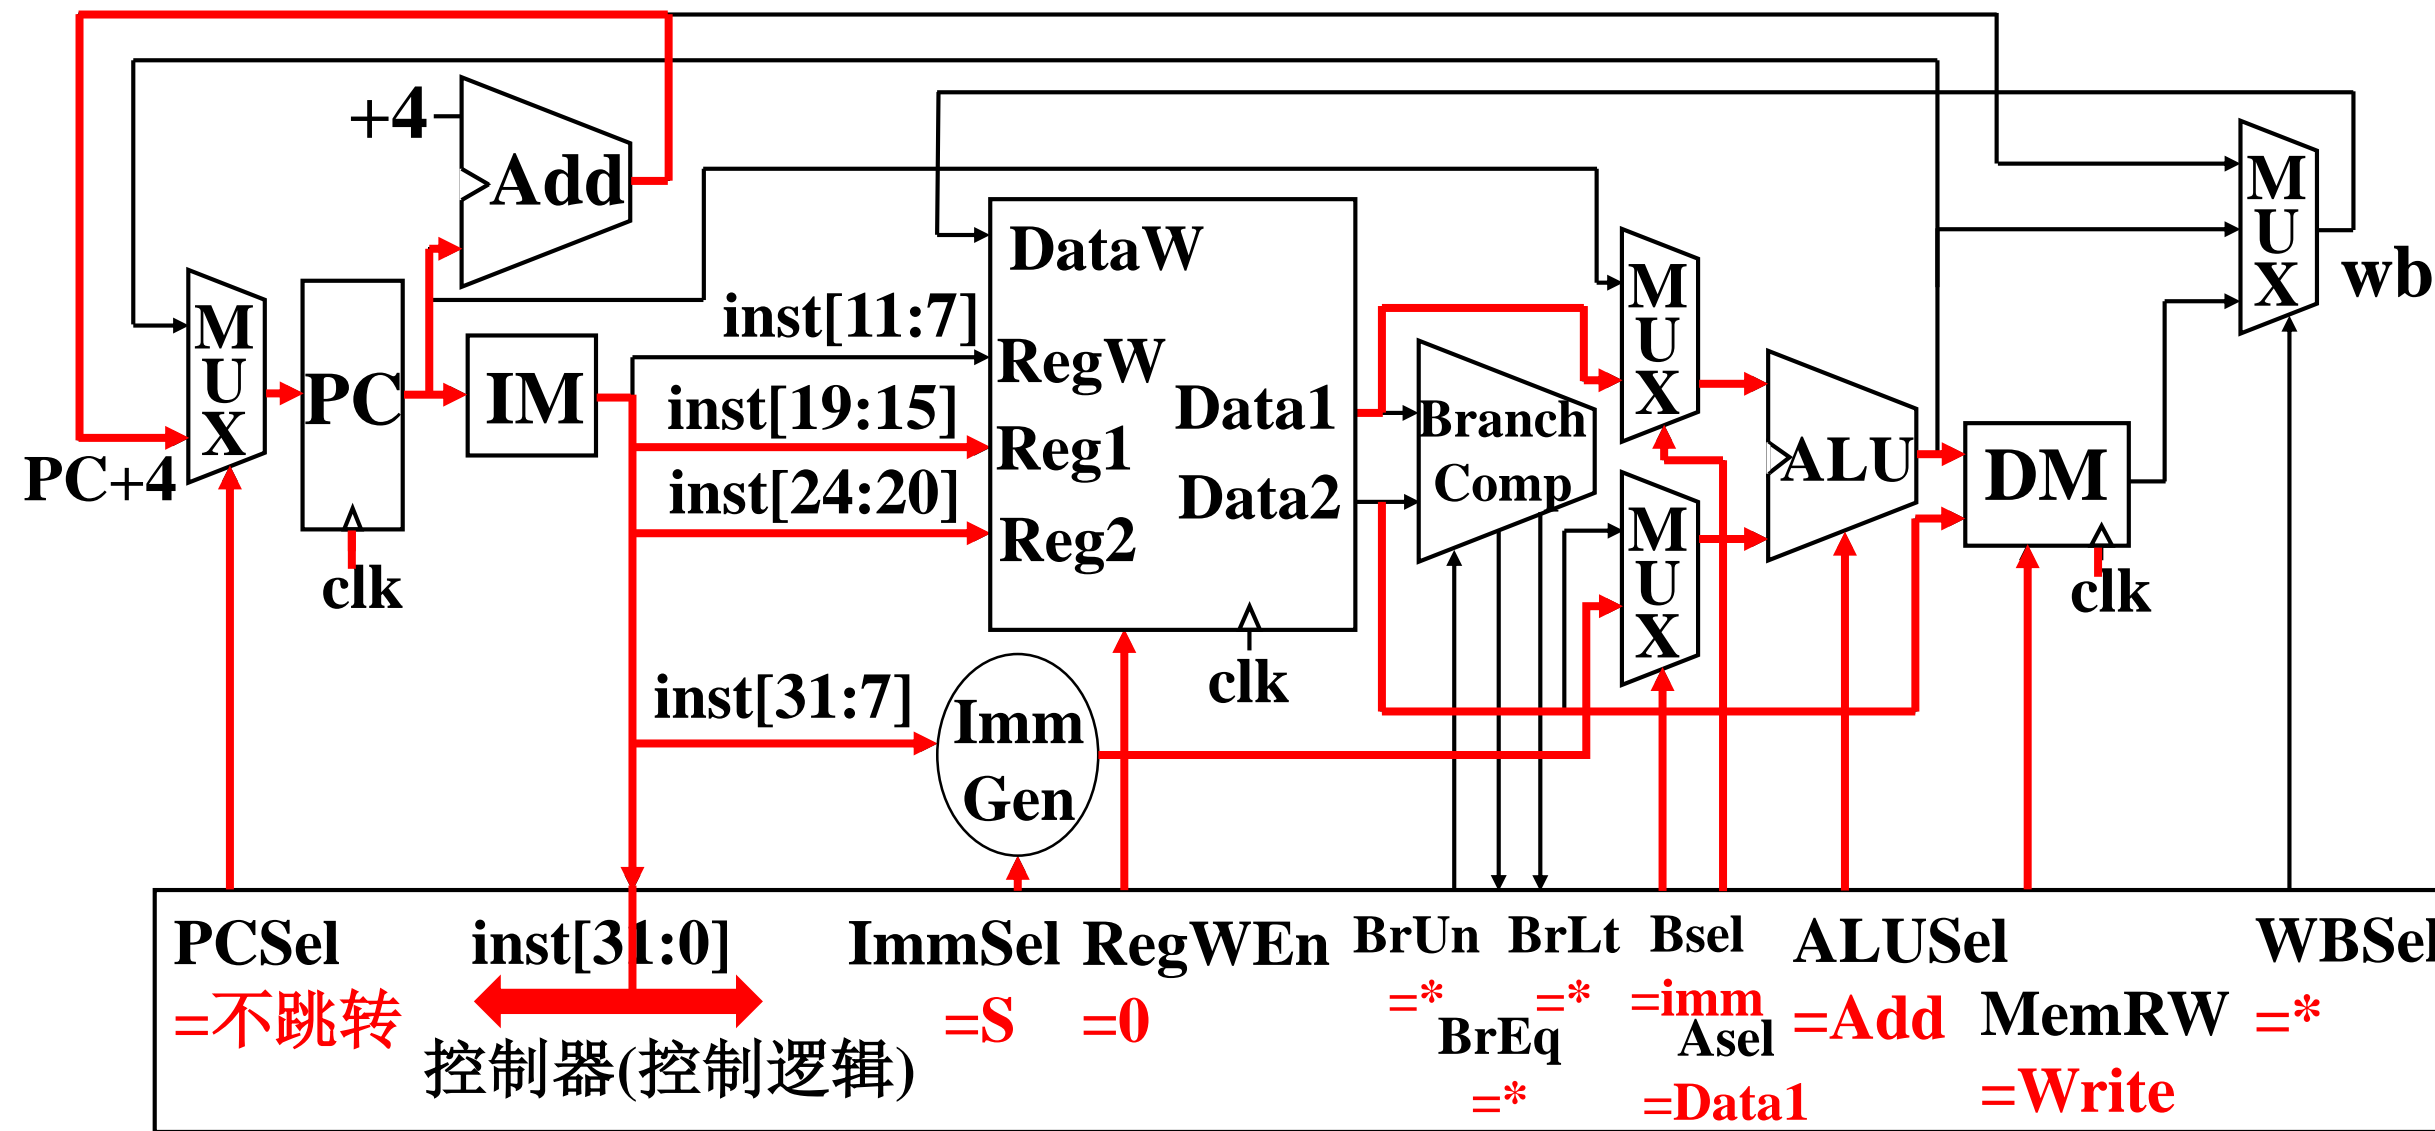 +4
Add
DataW
M
U
X
wb
inst[11:7]
M
U
X
M
U
X
PC
IM
RegW
inst[19:15]
Data1
Branch
Comp
Reg1
ALU
DM
PC+4
inst[24:20]
Data2
Reg2
M
U
X
clk
clk
clk
inst[31:7]
Imm
Gen
PCSel
inst[31:0]
ImmSel
RegWEn
BrUn
BrLt
Bsel
ALUSel
WBSel
=不跳转
=S
=0
=*
=*
=imm
=Add
MemRW
=*
控制器(控制逻辑)
BrEq
Asel
=*
=Data1
=Write